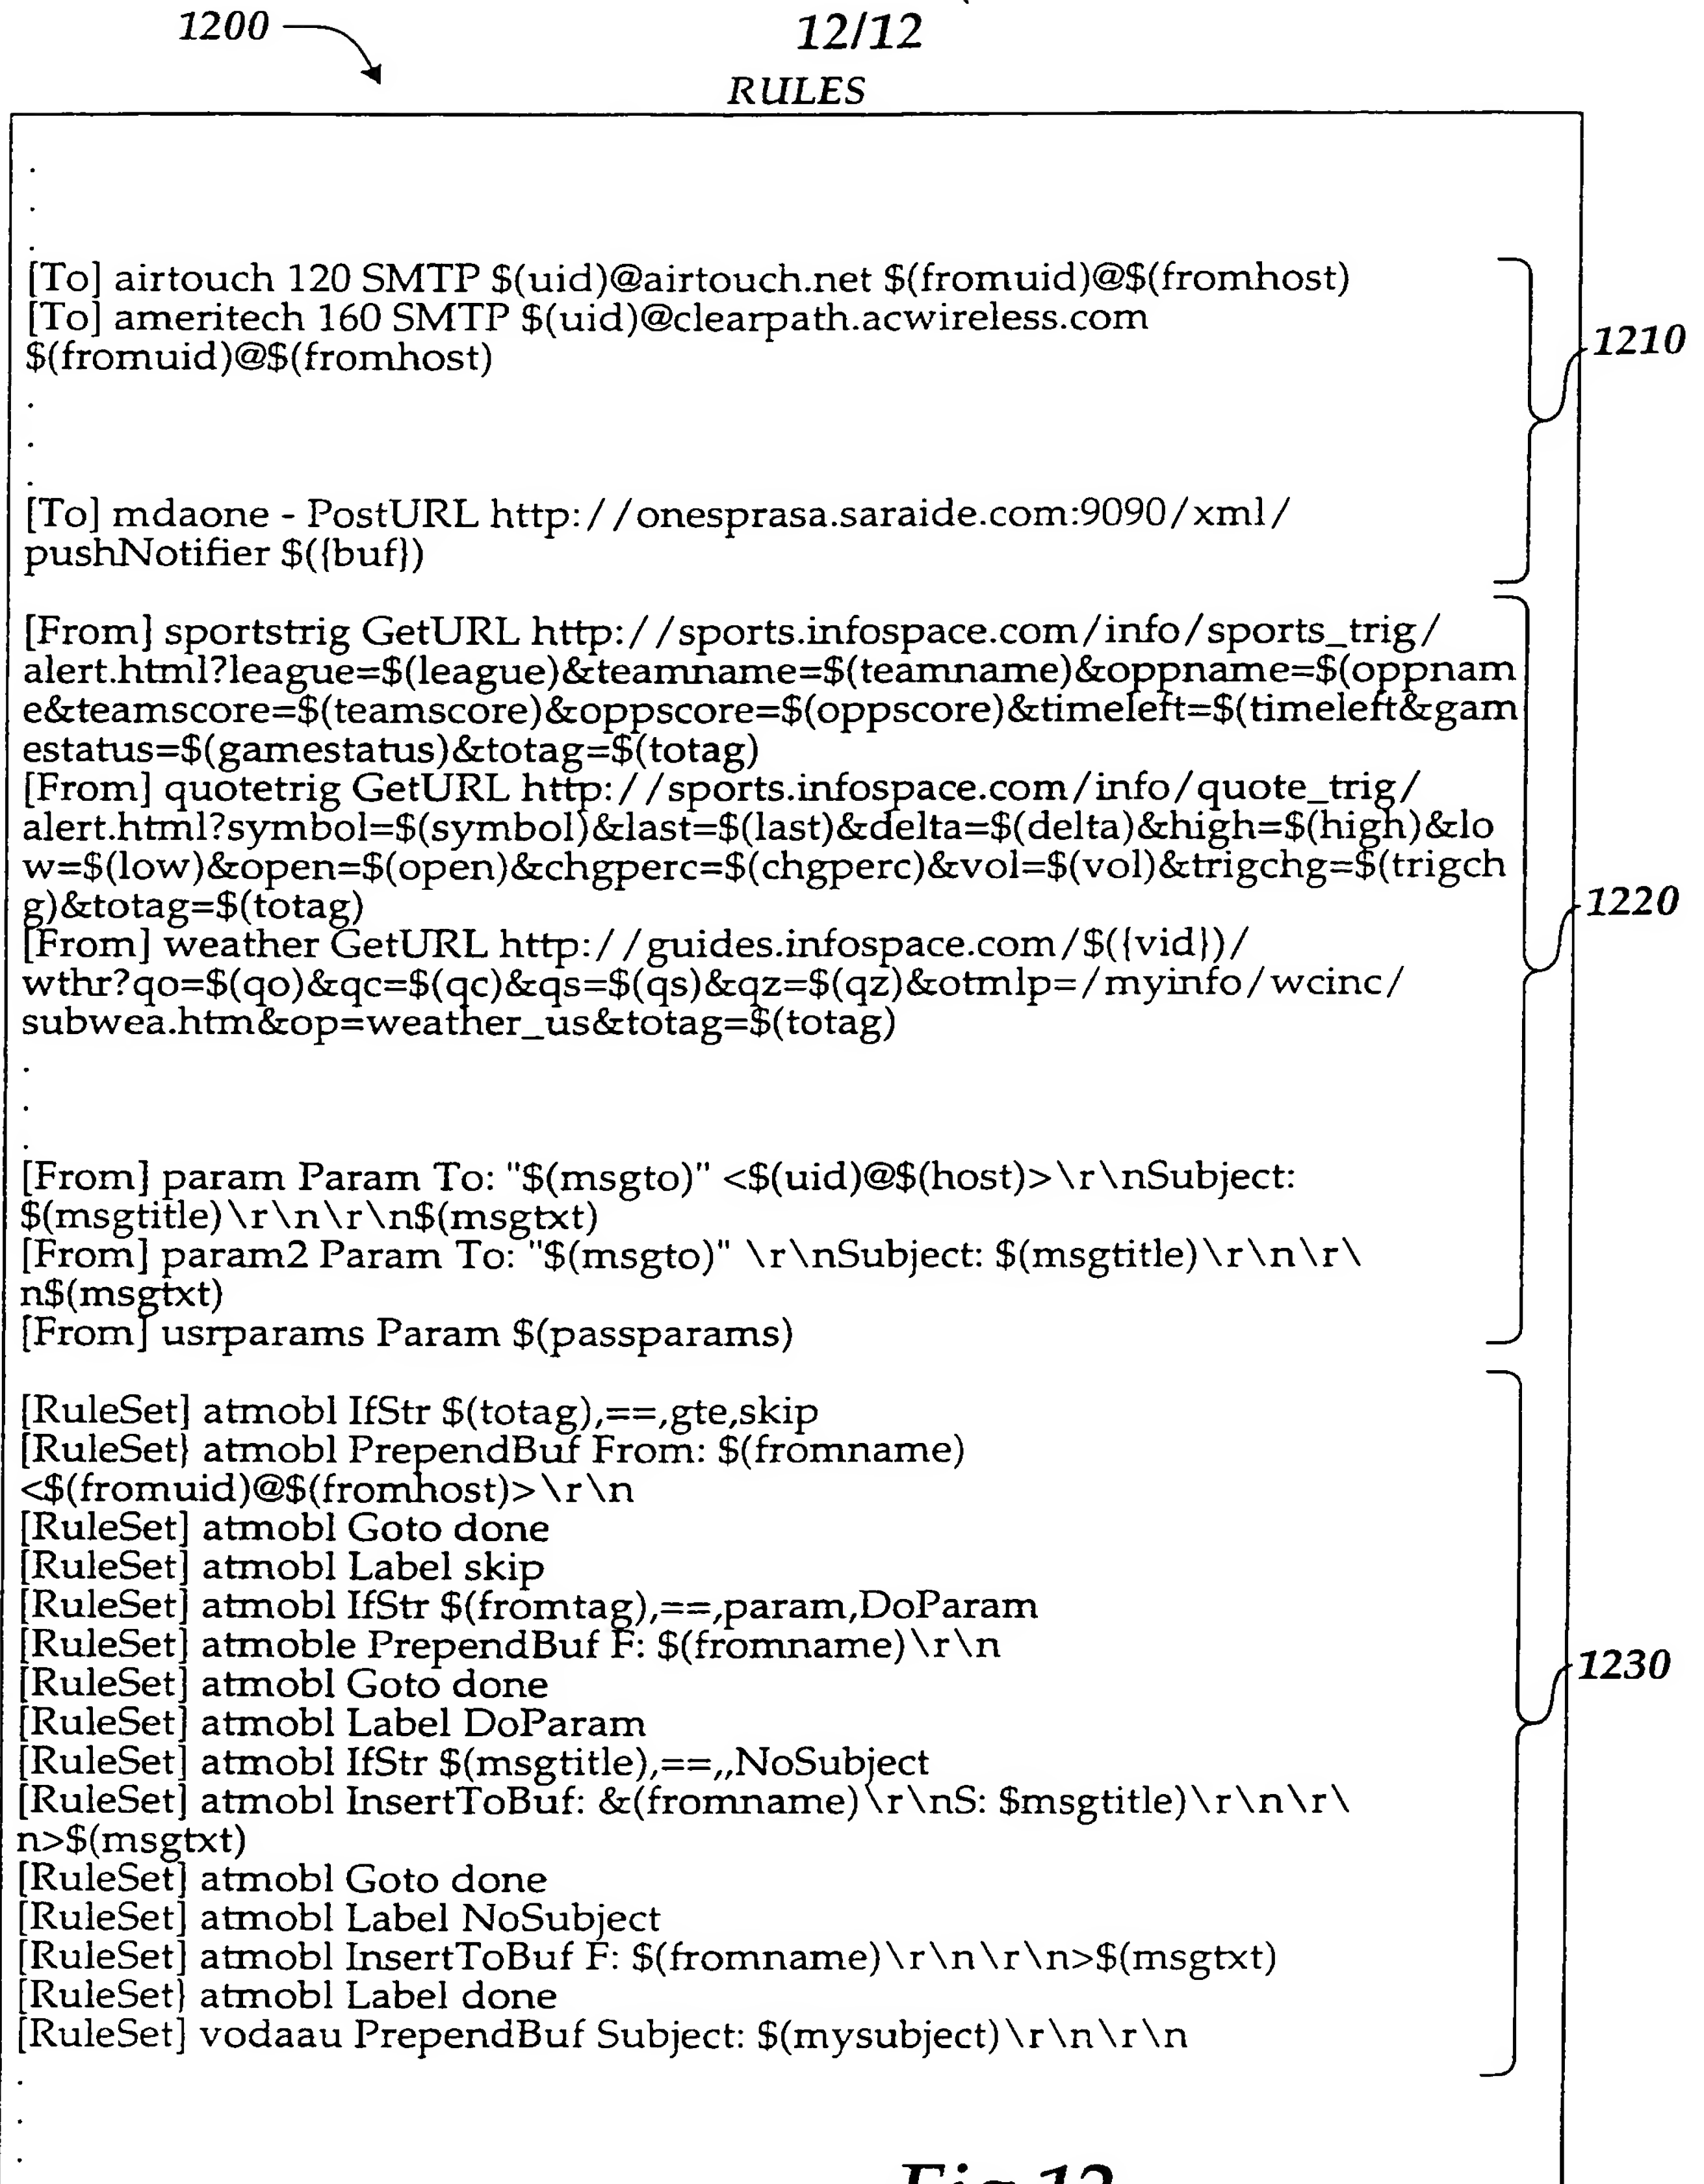 1200
12/12
RULES
.
.
.
[To] airtouch 120 SMTP $(uid)@airtouch.net $(fromuid)@$(fromhost)
[To] ameritech 160 SMTP $(uid)@clearpath.acwireless.com
$(fromuid)@$(fromhost)
1210
.
.
.
[To] mdaone - PostURL http://onesprasa.saraide.com:9090/xml/
pushNotifier $({buf})
[From] sportstrig GetURL http://sports.infospace.com/info/sports_trig/
alert.html?league=$(league)&teamname=$(teamname)&oppname=$(oppnam
e&teamscore=$(teamscore)&oppscore=$(oppscore)&timeleft=$(timeleft&gam
estatus=$(gamestatus)&totag=$(totag)
[From] quotetrig GetURL http://sports.infospace.com/info/quote_trig/
alert.html?symbol=$(symbol)&last=$(last)&delta=$(delta)&high=$(high)&lo
w=$(low)&open=$(open)&chgperc=$(chgperc)&vol=$(vol)&trigchg=$(trigch
g)&totag=$(totag)
1220
[From] weather GetURL http://guides.infospace.com/$({vid})/
wthr?qo=$(qo)&qc=$(qc)&qs=$(qs)&qz=$(qz)&otmlp=/myinfo/wcinc/
subwea.htm&op=weather_us&totag=$(totag)
.
.
.
[From] param Param To: "$(msgto)" <$(uid)@$(host)>\r\nSubject:
$(msgtitle)\r\n\r\n$(msgtxt)
[From] param2 Param To: "$(msgto)" \r\nSubject: $(msgtitle)\r\n\r\
n$(msgtxt)
[From] usrparams Param $(passparams)
[RuleSet] atmobl IfStr $(totag),==,gte,skip
[RuleSet} atmobl PrependBuf From: $(fromname)
<$(fromuid)@$(fromhost)>\r\n
[RuleSet] atmobl Goto done
[RuleSet] atmobl Label skip
[RuleSet] atmobl IfStr $(fromtag),==,param,DoParam
[RuleSet] atmoble PrependBuf F: $(fromname)\r\n
1230
[RuleSet] atmobl Goto done
[RuleSet] atmobl Label DoParam
[RuleSet] atmobl IfStr $(msgtitle),==,,NoSubject
[RuleSet] atmobl InsertToBuf: &(fromname)\r\nS: $msgtitle)\r\n\r\
n>$(msgtxt)
[RuleSet] atmobl Goto done
[RuleSet] atmobl Label NoSubject
[RuleSet] atmobl InsertToBuf F: $(fromname)\r\n\r\n>$(msgtxt)
[RuleSet} atmobl Label done
[RuleSet] vodaau PrependBuf Subject: $(mysubject)\r\n\r\n
.
.
.
Fig.12